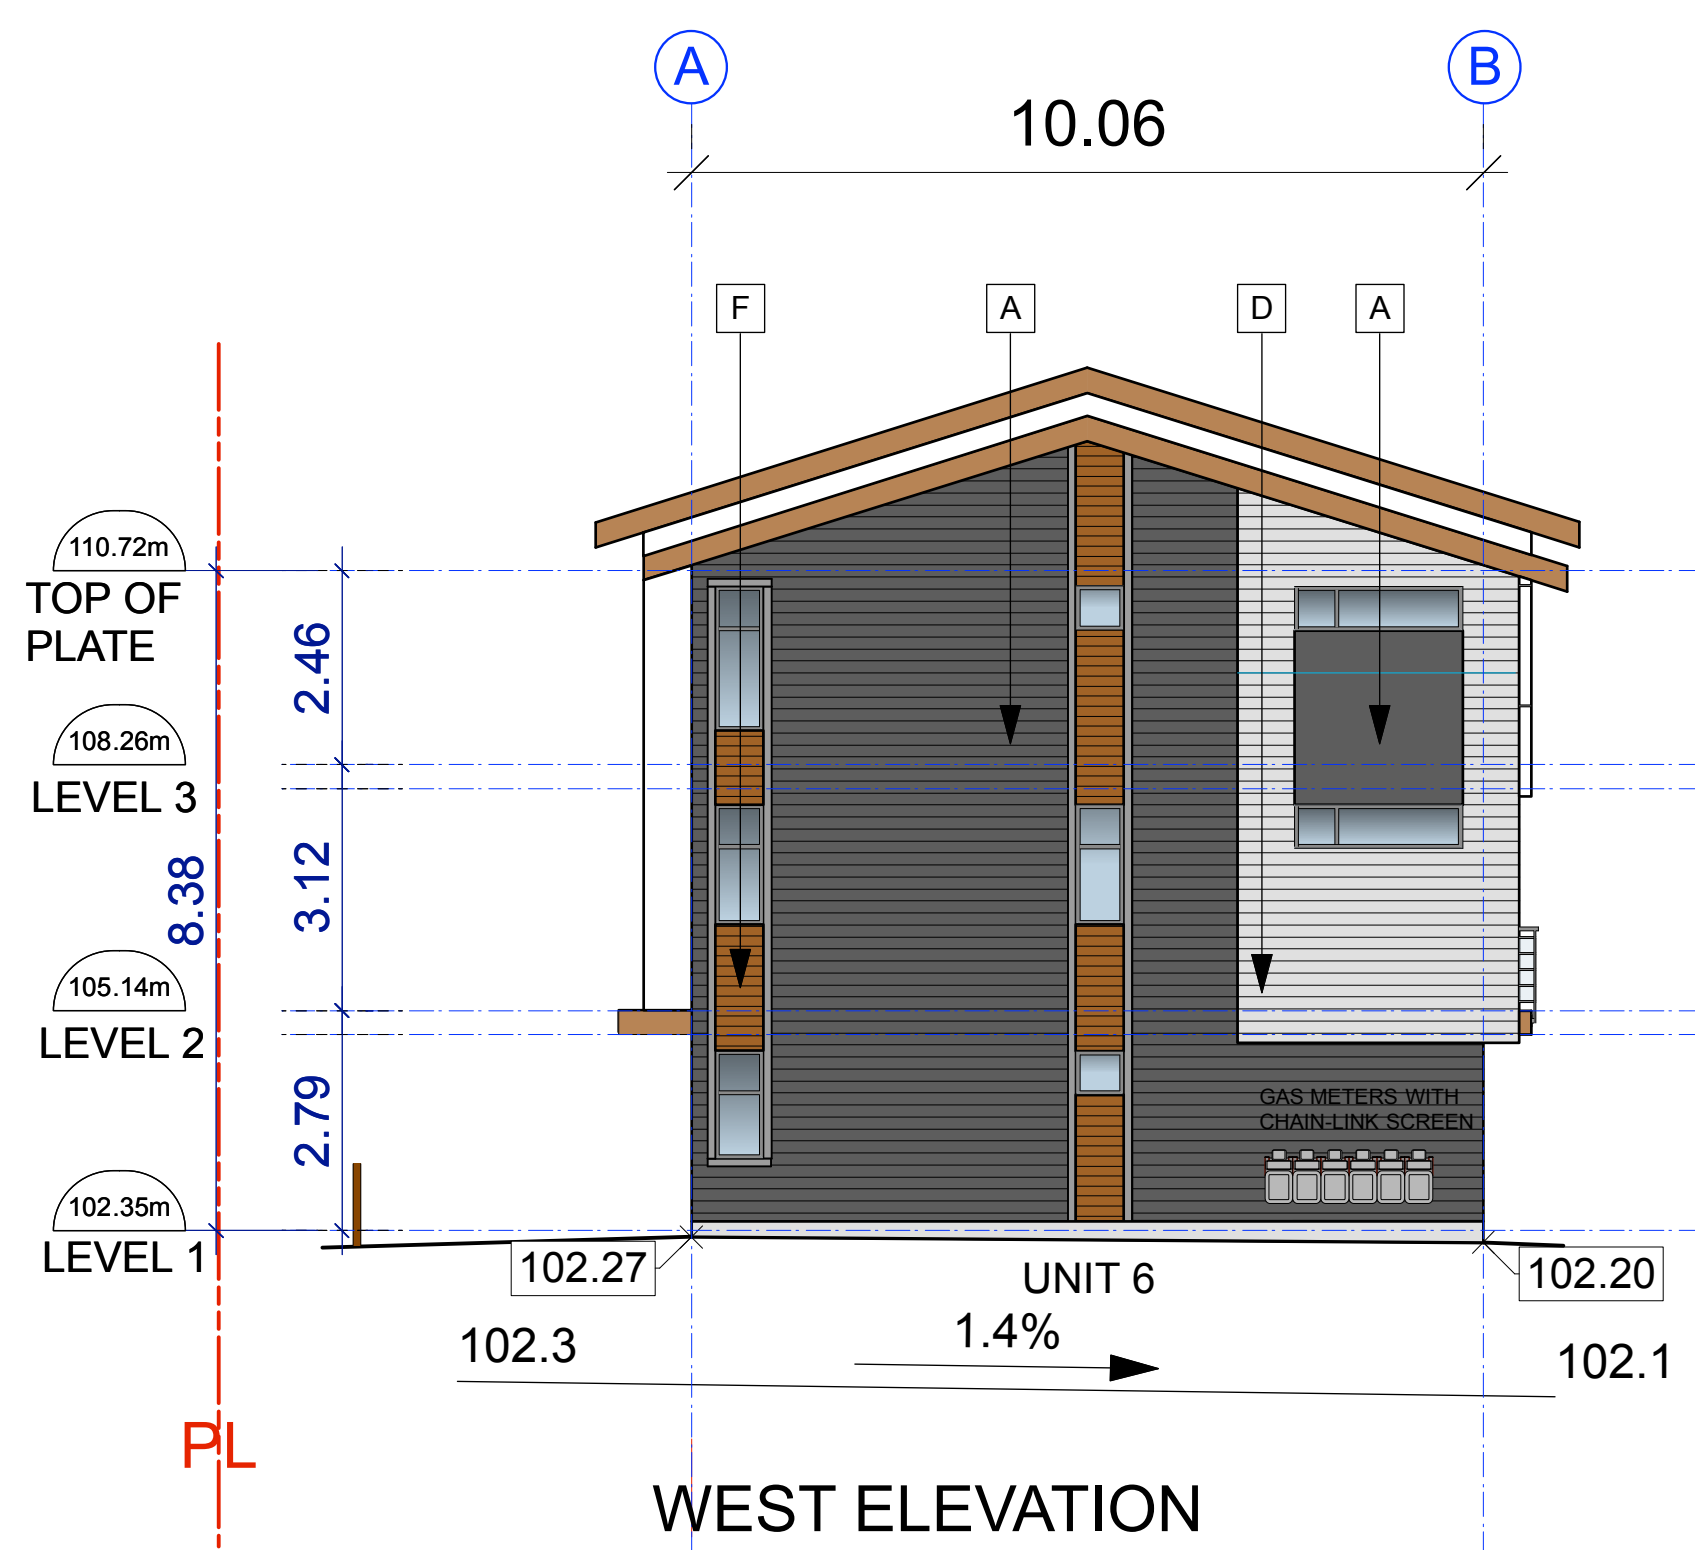 A
B
10.06
F
A
D
A
110.72m
TOP OF
PLATE
2.46
108.26m
LEVEL 3
8.38
3.12
105.14m
LEVEL 2
2.79
GAS METERS WITH
CHAIN-LINK SCREEN
102.35m
LEVEL 1
102.27
UNIT 6
102.20
102.3
1.4%
102.1
PL
WEST ELEVATION